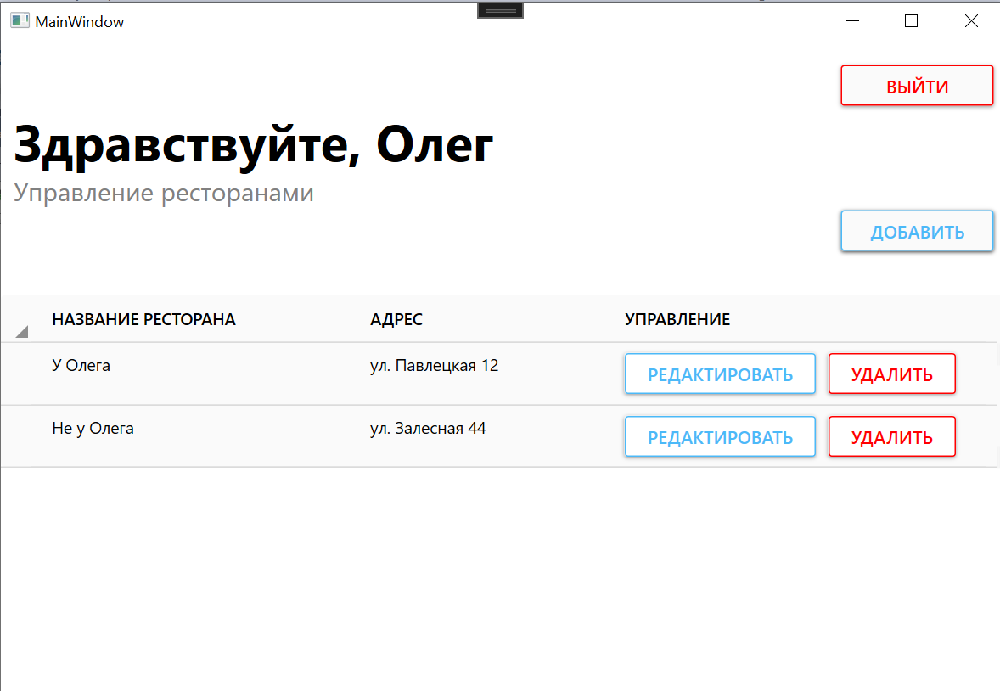 MainWindow
ВЫЙТИ
Здравствуйте, Олег
Управление ресторанами
ДОБАВИТЬ
НАЗВАНИЕ РЕСТОРАНА АДРЕС УПРАВЛЕНИЕ
У Олега ул. Павлецкая 12 РЕДАКТИРОВАТЬ УДАЛИТЬ
Не у Олега ул. Залесная 44 РЕДАКТИРОВАТЬ УДАЛИТЬ